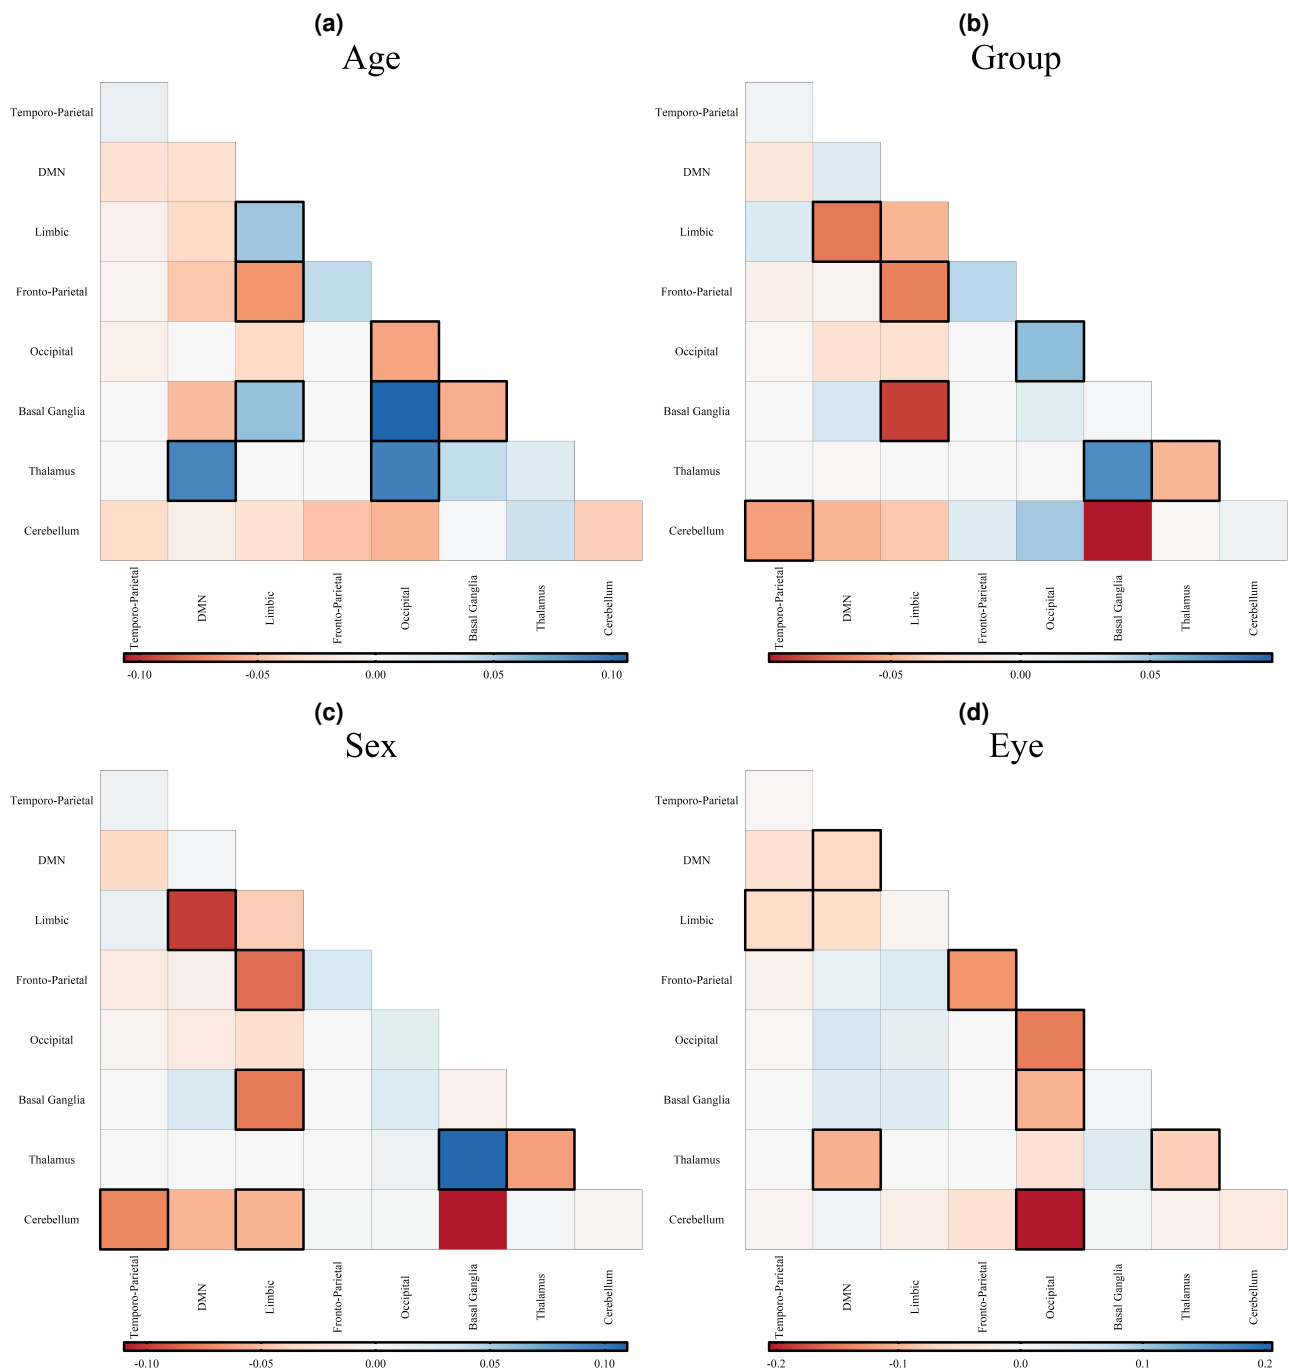 (a)
Age
Temporo-Parietal
DMN
Limbic
Fronto-Parietal
Occipital
Basal Ganglia
Thalamus
Cerebellum
Temporo-Parietal
DMN
Limbic
Fronto-Parietal
Occipital
Basal Ganglia
Thalamus
Cerebellum
-0.10 -0.05 0.00 0.05 0.10
(b)
Group
Temporo-Parietal
DMN
Limbic
Fronto-Parietal
Occipital
Basal Ganglia
Thalamus
Cerebellum
Temporo-Parietal
DMN
Limbic
Fronto-Parietal
Occipital
Basal Ganglia
Thalamus
Cerebellum
-0.05 0.00 0.05
(c)
Sex
Temporo-Parietal
DMN
Limbic
Fronto-Parietal
Occipital
Basal Ganglia
Thalamus
Cerebellum
Temporo-Parietal
DMN
Limbic
Fronto-Parietal
Occipital
Basal Ganglia
Thalamus
Cerebellum
-0.10 -0.05 0.00 0.05 0.10
(d)
Eye
Temporo-Parietal
DMN
Limbic
Fronto-Parietal
Occipital
Basal Ganglia
Thalamus
Cerebellum
Temporo-Parietal
DMN
Limbic
Fronto-Parietal
Occipital
Basal Ganglia
Thalamus
Cerebellum
-0.2 -0.1 0.0 0.1 0.2